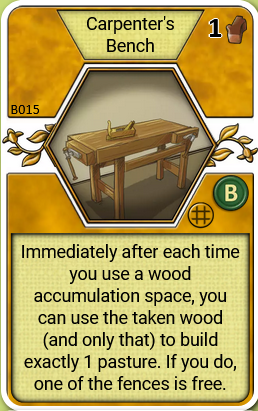 Carpenter's
Bench
1
B015
B
Immediately after each time
you use a wood
accumulation space, you
can use the taken wood
(and only that) to build
exactly 1 pasture. If you do,
one of the fences is free.